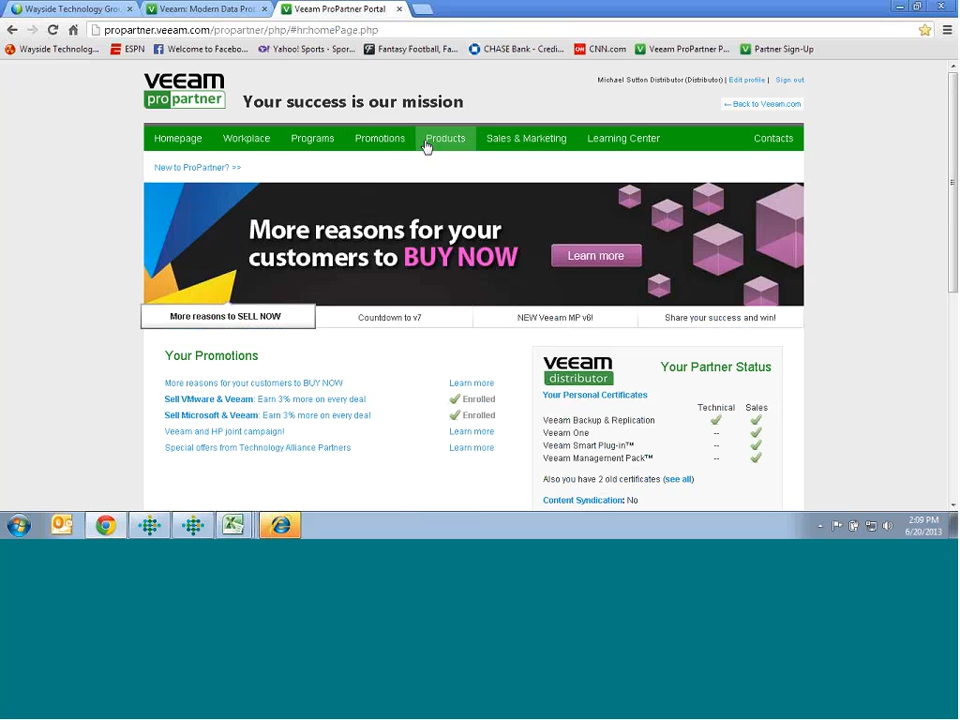 Wayside Technology Grou
Veeam: Modern Data Prot
Veeam ProPartner Portal
propartner.veeam.com/propartner/php/#hr:homePage.php
Wayside Technolog...
ESPN
Welcome to Facebo...
Yahoo! Sports - Spor...
Fantasy Football, Fa...
CHASE Bank - Credi...
CNN.com
Veeam ProPartner P...
Partner Sign-Up
Michael Sutton Distributor (Distributor) | Edit profile | Sign out
veeam
propartner
Your success is our mission
← Back to Veeam.com
Homepage
Workplace
Programs
Promotions
Products
Sales & Marketing
Learning Center
Contacts
New to ProPartner? >>
More reasons for your
customers to BUY NOW
Learn more
More reasons to SELL NOW
Countdown to v7
NEW Veeam MP v6!
Share your success and win!
Your Promotions
More reasons for your customers to BUY NOW
Learn more
Sell VMware & Veeam: Earn 3% more on every deal
Enrolled
Sell Microsoft & Veeam: Earn 3% more on every deal
Enrolled
Veeam and HP joint campaign!
Learn more
Special offers from Technology Alliance Partners
Learn more
veeam
distributor
Your Partner Status
Your Personal Certificates
Technical Sales
Veeam Backup & Replication
Veeam One --
Veeam Smart Plug-in™ --
Veeam Management Pack™ --
Also you have 2 old certificates (see all)
Content Syndication: No
2:09 PM
6/20/2013